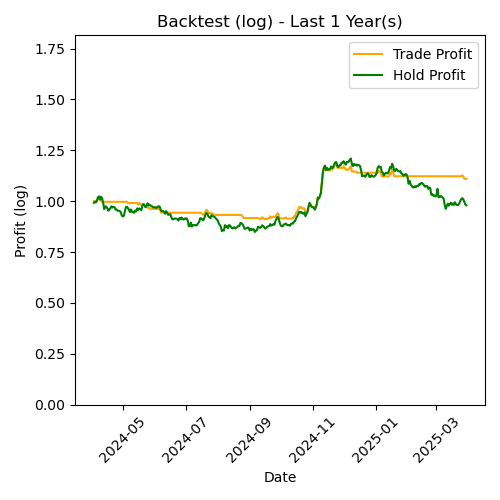 Backtest (log) - Last 1 Year(s)
Trade Profit
Hold Profit
Profit (log)
1.75
1.50
1.25
1.00
0.75
0.50
0.25
0.00
2024-05
2024-07
2024-09
2024-11
2025-01
2025-03
Date